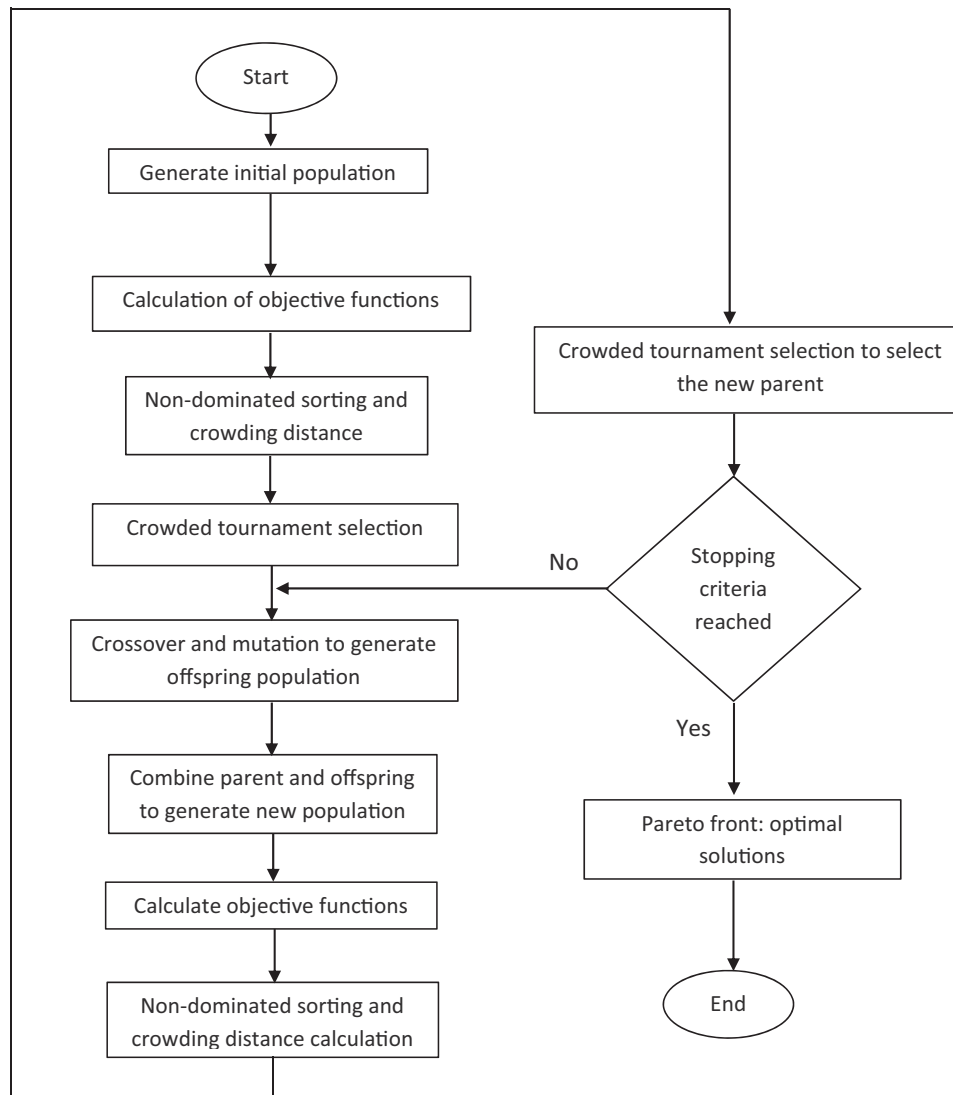 Start
Generate initial population
Calculation of objective functions
Non-dominated sorting and
crowding distance
Crowded tournament selection
Crossover and mutation to generate
offspring population
Combine parent and offspring
to generate new population
Calculate objective functions
Non-dominated sorting and
crowding distance calculation
Crowded tournament selection to select
the new parent
Stopping
criteria
reached
No
Yes
Pareto front: optimal
solutions
End